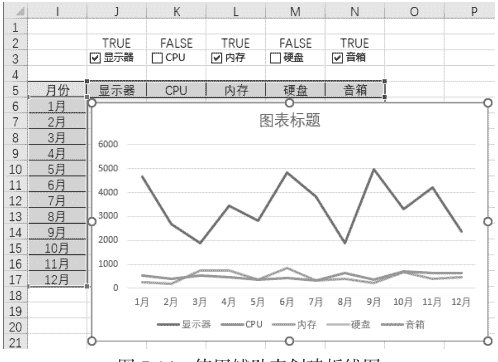 I J K L M N O P
1
2 TRUE FALSE TRUE FALSE TRUE
3 显示器 CPU 内存 硬盘 音箱
4
5 月份 显示器 CPU 内存 硬盘 音箱
6 1月
7 2月
8 3月
9 4月
10 5月
11 6月
12 7月
13 8月
14 9月
15 10月
16 11月
17 12月
18
19
20
21
图表标题
6000
5000
4000
3000
2000
1000
0
1月 2月 3月 4月 5月 6月 7月 8月 9月 10月 11月 12月
显示器 CPU 内存 硬盘 音箱